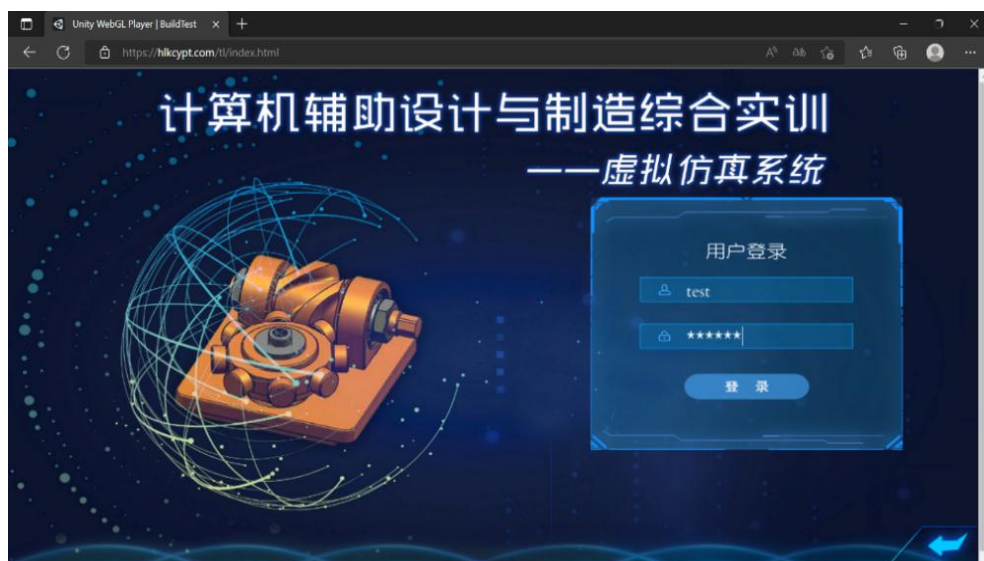 Unity WebGL Player | BuildTest
https://hlkcypt.com/tl/index.html
计算机辅助设计与制造综合实训
——虚拟仿真系统
用户登录
test
******
登 录